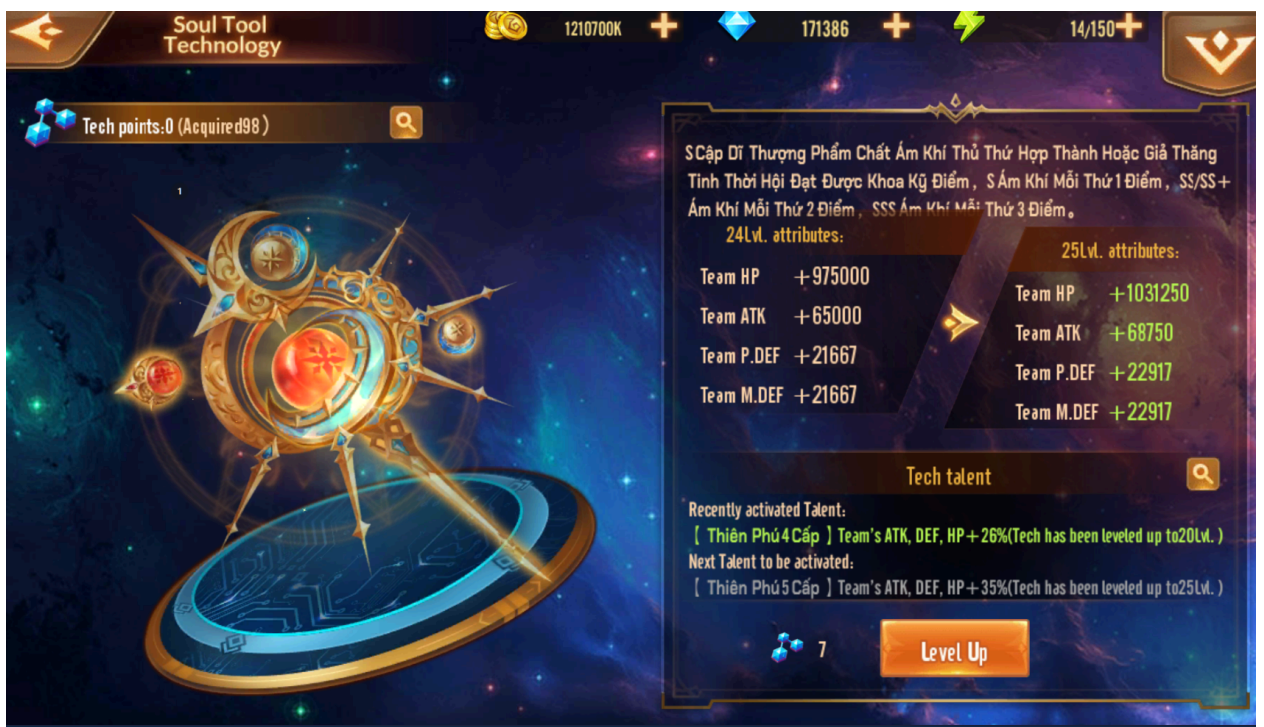 Soul Tool
Technology
1210700K
171386
14/150
Tech points:0 (Acquired98)
1
S Cập Dĩ Thượng Phẩm Chất Ám Khí Thủ Thứ Hợp Thành Hoặc Giả Thăng
Tinh Thời Hội Đạt Được Khoa Kỹ Điểm, S Ám Khí Mỗi Thứ 1 Điểm, SS/SS+
Ám Khí Mỗi Thứ 2 Điểm, SSS Ám Khí Mỗi Thứ 3 Điểm。
24Lvl. attributes:
Team HP +975000
Team ATK +65000
Team P.DEF +21667
Team M.DEF +21667
25Lvl. attributes:
Team HP +1031250
Team ATK +68750
Team P.DEF +22917
Team M.DEF +22917
Tech talent
Recently activated Talent:
【 Thiên Phú 4 Cấp 】Team's ATK, DEF, HP+26%(Tech has been leveled up to20Lvl. )
Next Talent to be activated:
【 Thiên Phú 5 Cấp 】Team's ATK, DEF, HP+35%(Tech has been leveled up to25Lvl. )
7
Level Up